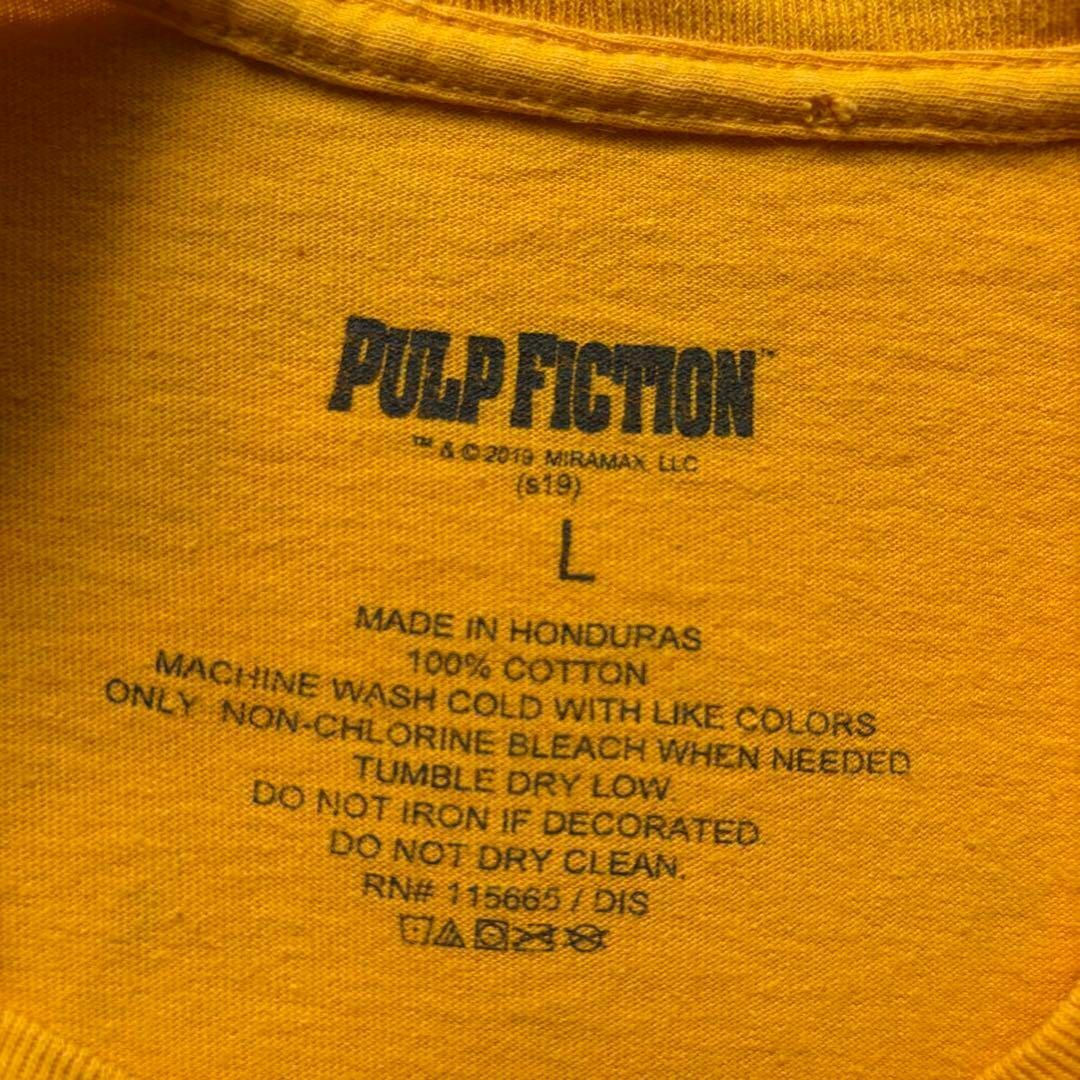 PULP FICTION™
™ & © 2019 MIRAMAX, LLC
(s19)
L
MADE IN HONDURAS
100% COTTON
MACHINE WASH COLD WITH LIKE COLORS
ONLY NON-CHLORINE BLEACH WHEN NEEDED
TUMBLE DRY LOW.
DO NOT IRON IF DECORATED.
DO NOT DRY CLEAN.
RN# 115665 / DIS